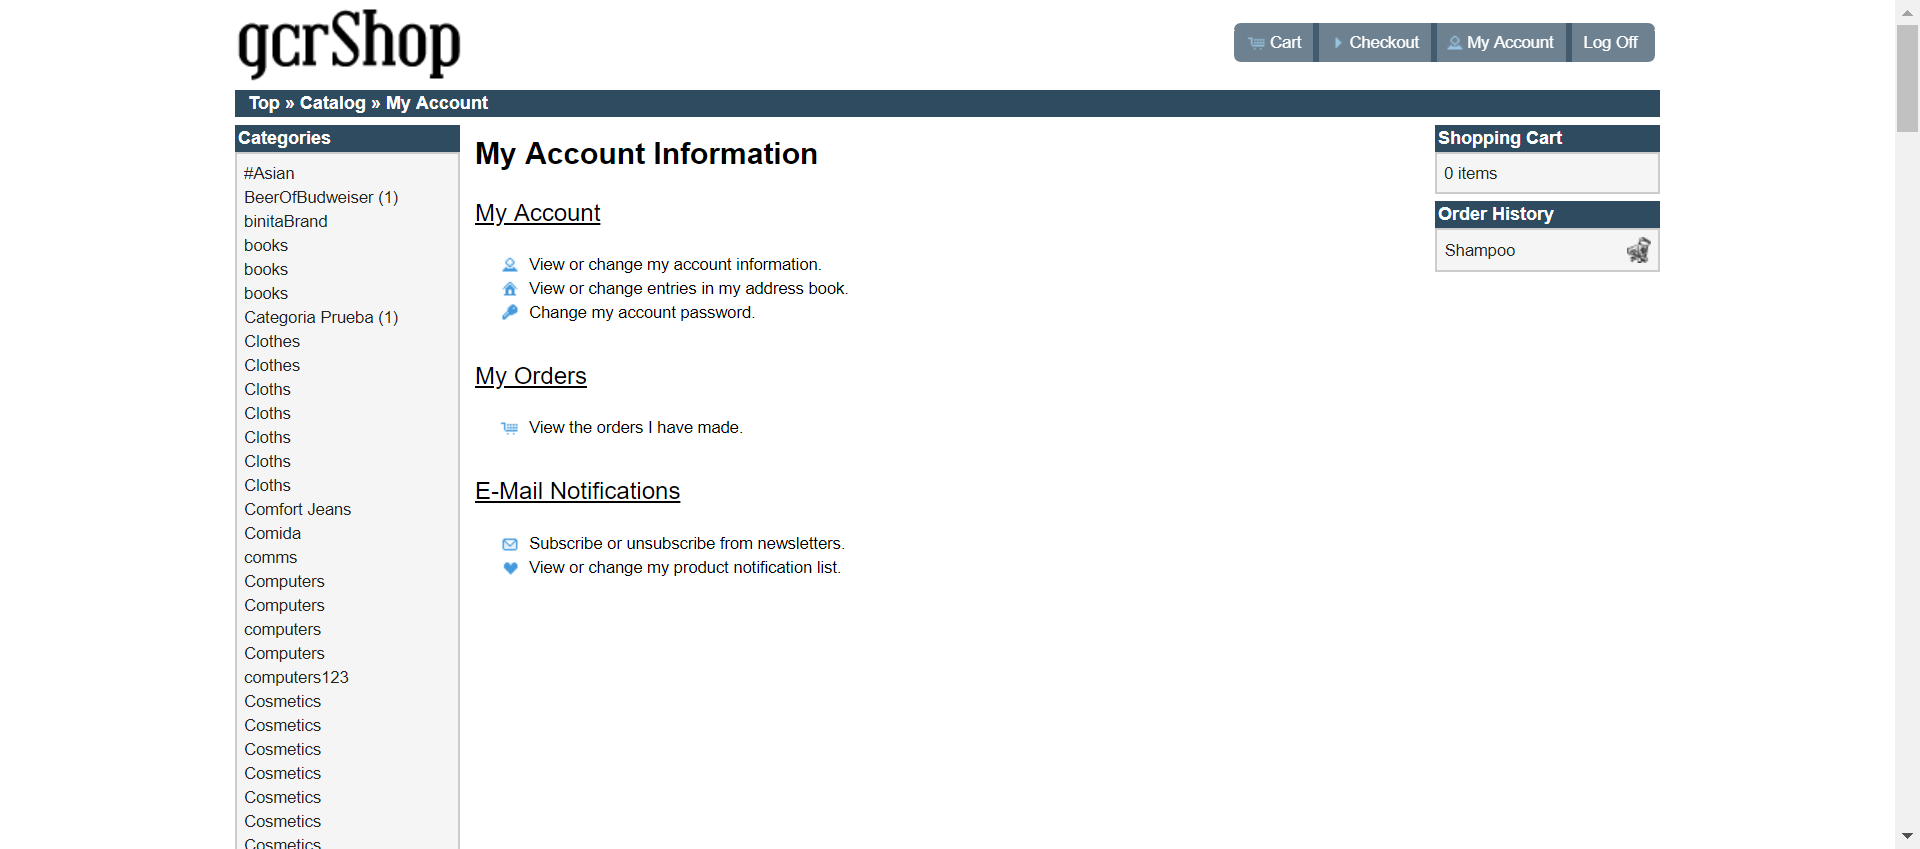 gcrShop
Cart
Checkout
My Account
Log Off
Top » Catalog » My Account
Categories
#Asian
BeerOfBudweiser (1)
binitaBrand
books
books
books
Categoria Prueba (1)
Clothes
Clothes
Cloths
Cloths
Cloths
Cloths
Cloths
Comfort Jeans
Comida
comms
Computers
Computers
computers
Computers
computers123
Cosmetics
Cosmetics
Cosmetics
Cosmetics
Cosmetics
Cosmetics
Cosmetics
My Account Information
My Account
View or change my account information.
View or change entries in my address book.
Change my account password.
My Orders
View the orders I have made.
E-Mail Notifications
Subscribe or unsubscribe from newsletters.
View or change my product notification list.
Shopping Cart
0 items
Order History
Shampoo